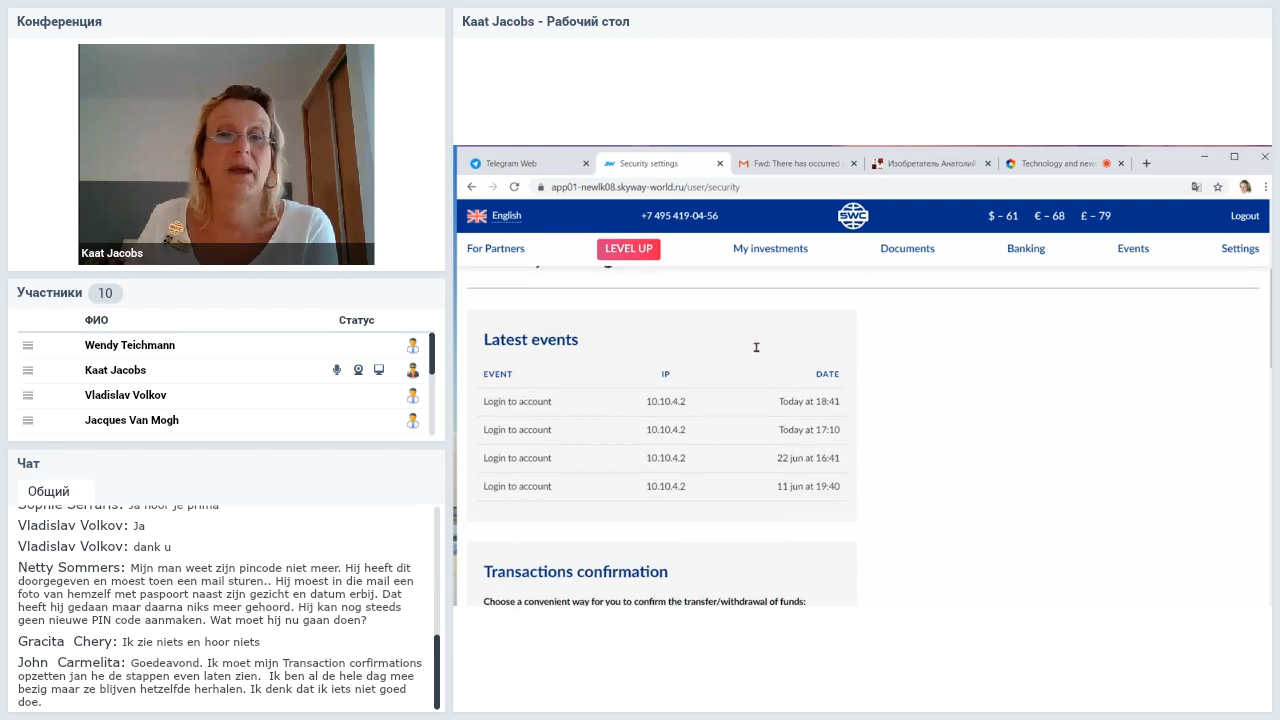 Конференция
Kaat Jacobs
Участники 10
ФИО Статус
Wendy Teichmann
Kaat Jacobs
Vladislav Volkov
Jacques Van Mogh
Чат
Общий
Vladislav Volkov: Ja
Vladislav Volkov: dank u
Netty Sommers: Mijn man weet zijn pincode niet meer. Hij heeft dit
doorgegeven en moest toen een mail sturen.. Hij moest in die mail een
foto van hemzelf met paspoort naast zijn gezicht en datum erbij. Dat
heeft hij gedaan maar daarna niks meer gehoord. Hij kan nog steeds
geen nieuwe PIN code aanmaken. Wat moet hij nu gaan doen?
Gracita Chery: Ik zie niets en hoor niets
John Carmelita: Goedeavond. Ik moet mijn Transaction corfirmations
opzetten jan he de stappen even laten zien. Ik ben al de hele dag mee
bezig maar ze blijven hetzelfde herhalen. Ik denk dat ik iets niet goed
doe.
Kaat Jacobs - Рабочий стол
Telegram Web
Security settings
Fwd: There has occurred
Изобретатель Анатолий
Technology and new
app01-newlk08.skyway-world.ru/user/security
English +7 495 419-04-56 SWC $ – 61 € – 68 £ – 79 Logout
For Partners LEVEL UP My investments Documents Banking Events Settings
Latest events
EVENT IP DATE
Login to account 10.10.4.2 Today at 18:41
Login to account 10.10.4.2 Today at 17:10
Login to account 10.10.4.2 22 jun at 16:41
Login to account 10.10.4.2 11 jun at 19:40
Transactions confirmation
Choose a convenient way for you to confirm the transfer/withdrawal of funds: